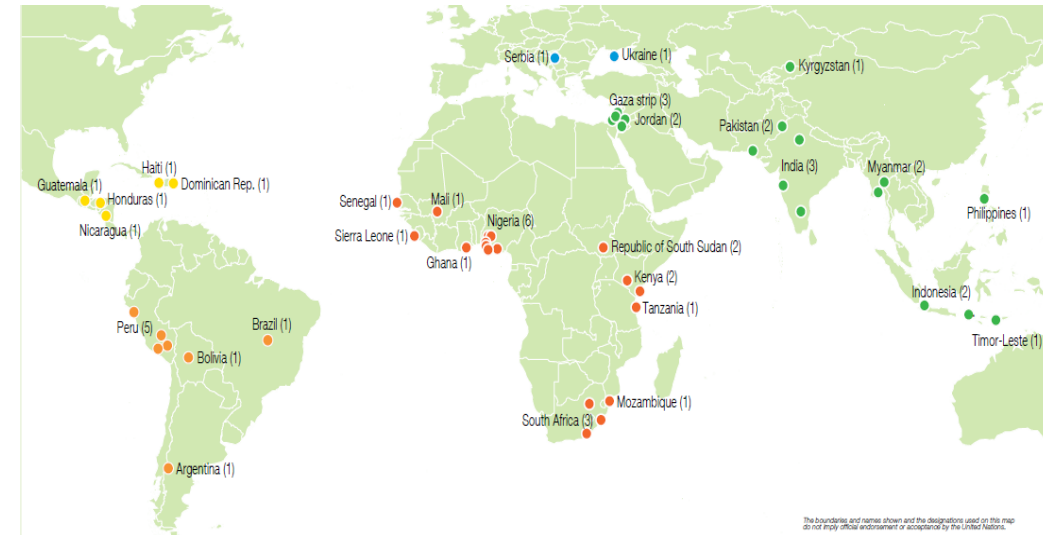 Serbia (1)
Ukraine (1)
Kyrgyzstan (1)
Gaza strip (3)
Jordan (2)
Pakistan (2)
India (3)
Myanmar (2)
Philippines (1)
Haiti (1)
Dominican Rep. (1)
Guatemala (1)
Honduras (1)
Nicaragua (1)
Senegal (1)
Mali (1)
Nigeria (6)
Sierra Leone (1)
Ghana (1)
Republic of South Sudan (2)
Kenya (2)
Tanzania (1)
Indonesia (2)
Timor-Leste (1)
Peru (5)
Brazil (1)
Bolivia (1)
Mozambique (1)
South Africa (3)
Argentina (1)
The boundaries and names shown and the designations used on this map
do not imply official endorsement or acceptance by the United Nations.